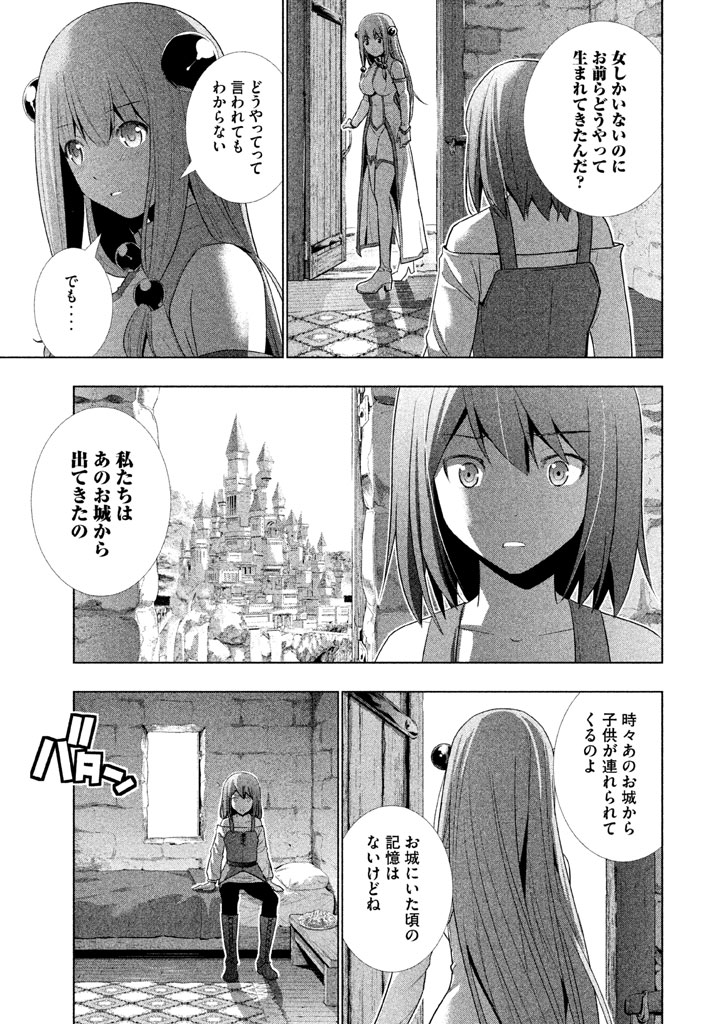 女しかいないのに
お前らどうやって
生まれてきたんだ?
どうやってって
言われても
わからない
でも‥‥
私たちは
あのお城から
出てきたの
時々あのお城から
子供が連れられて
くるのよ
お城にいた頃の
記憶は
ないけどね
バタン